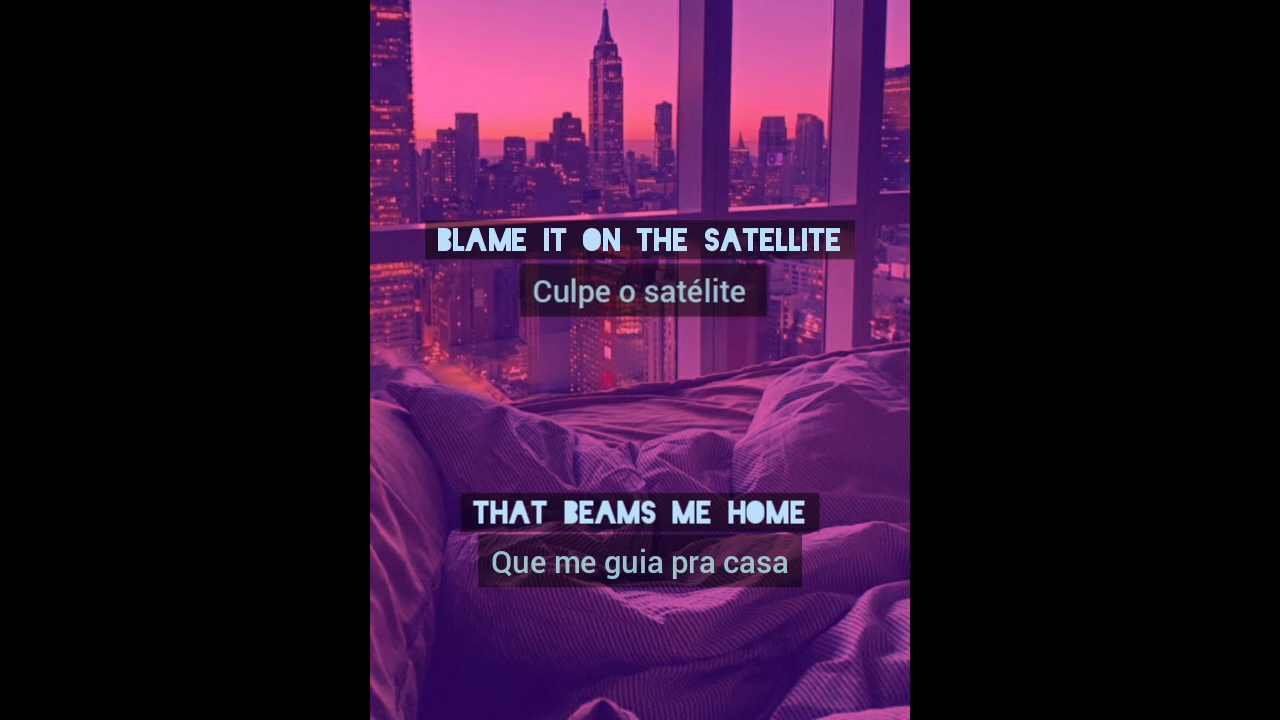 BLAME IT ON THE SATELLITE
Culpe o satélite
THAT BEAMS ME HOME
Que me guia pra casa